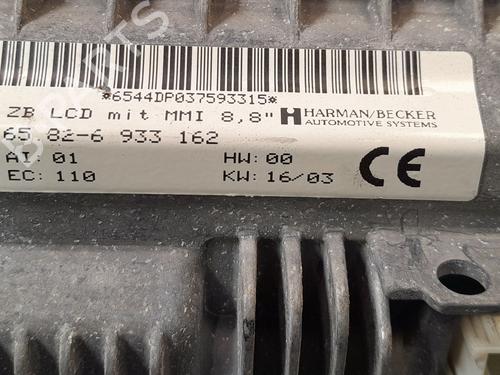 *6544DP037593315*
ZB LCD mit MMI 8,8" HARMAN/BECKER
AUTOMOTIVE SYSTEMS
65.82-6 933 162
AI: 01 HW: 00
EC: 110 KW: 16/03 CE